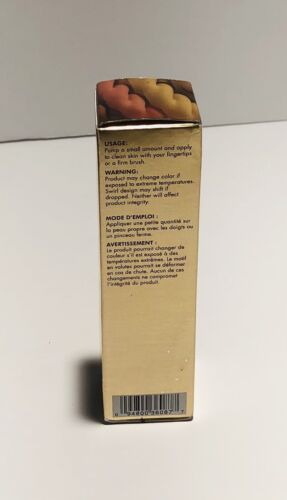 USAGE:
Pump a small amount and apply
to clean skin with your fingertips
or a firm brush.
WARNING:
Product may change color if
exposed to extreme temperatures.
Swirl design may shift if
dropped. Neither will affect
product integrity.
MODE D'EMPLOI :
Appliquer une petite quantité sur
la peau propre avec les doigts ou
un pinceau ferme.
AVERTISSEMENT :
Le produit pourrait changer de
couleur s'il est exposé à des
températures extrêmes. Le motif
en volutes pourrait se déformer
en cas de chute. Aucun de ces
changements ne compromettra
l'intégrité du produit.